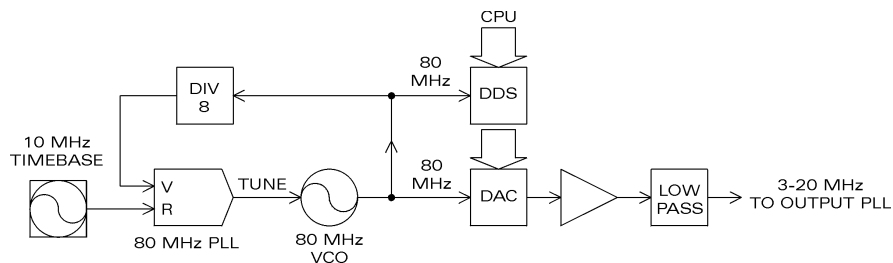 CPU
80
MHz
DIV
8
DDS
10 MHz
TIMEBASE
80
MHz
V
R
TUNE
DAC
LOW
PASS
3-20 MHz
TO OUTPUT PLL
80 MHz PLL
80 MHz
VCO